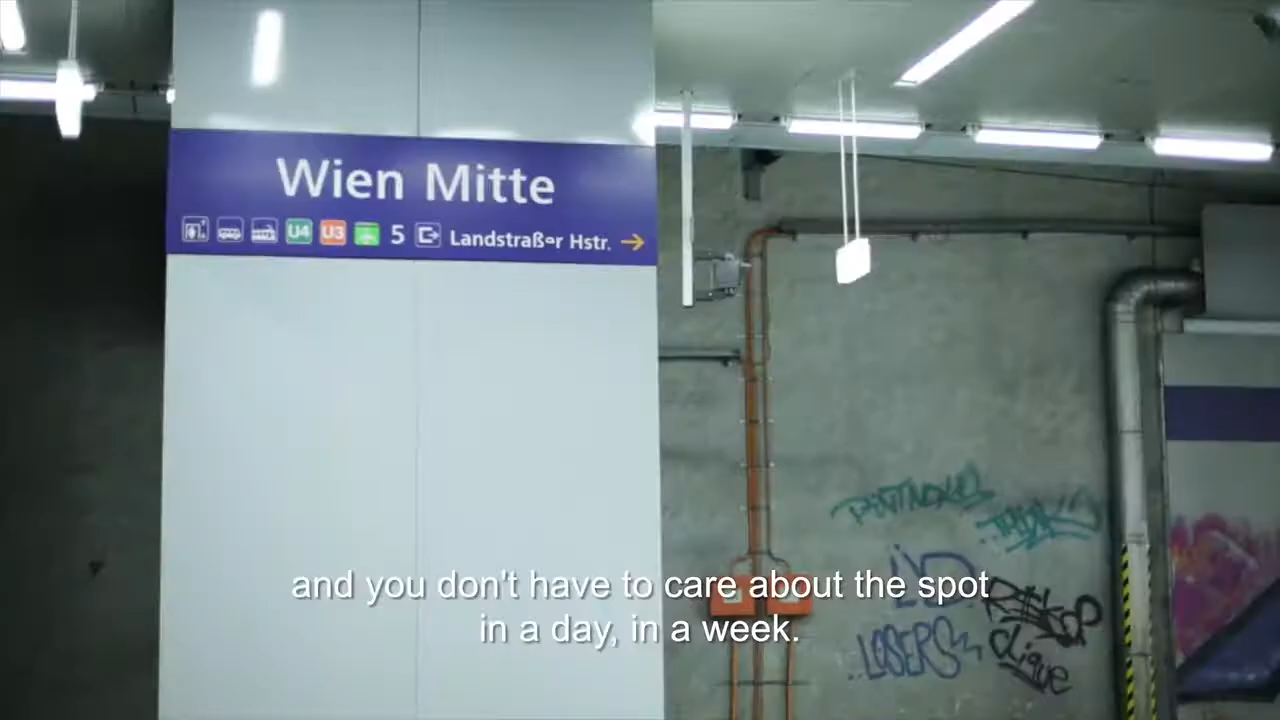 Wien Mitte
U4 U3 5 Landstraßer Hstr. →
LOSERS
Clique
and you don't have to care about the spot
in a day, in a week.